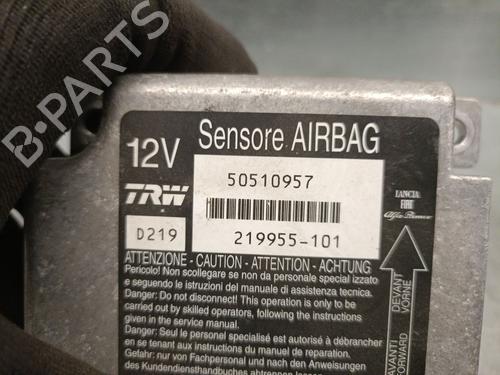 B-PARTS
12V
Sensore AIRBAG
50510957
TRW
D219
219955-101
LANCIA
FIAT
Alfa Romeo
ATTENZIONE - CAUTION - ATTENTION - ACHTUNG
Pericolo! Non scollegare se non da personale special izzato
e seguendo le istruzioni del manuale di assistenza tecnica.
Danger: Do not disconnect! This operation is only to be
carried out by skilled operators, following the instructions
given in the service manual.
Danger: Seul le personel specialisé est autorisé à débrancher
en se tenant aux instructions du manuel de reparation.
Gefahr: nur von Fachpersonal und nach den Anweisungen
des Kundendiensthandbuches abhangen
AVANTI
FORWARD
DEVANT
VORNE